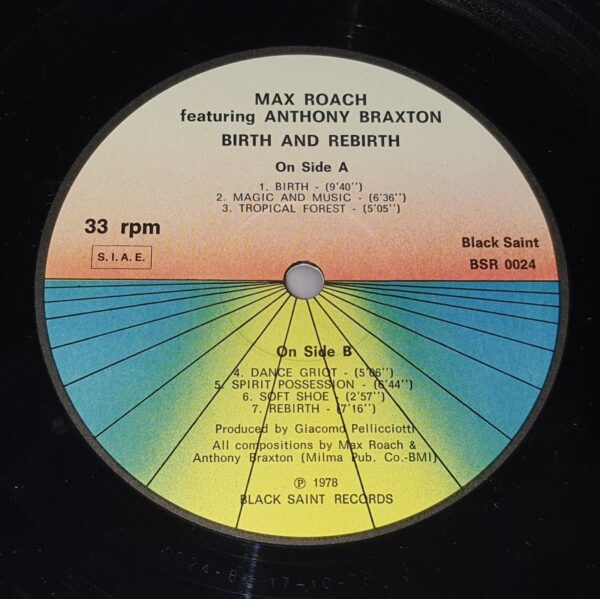 MAX ROACH
featuring ANTHONY BRAXTON
BIRTH AND REBIRTH
On Side A
1. BIRTH - (9'40'')
2. MAGIC AND MUSIC - (6'36'')
3. TROPICAL FOREST - (5'05'')
33 rpm
S. I. A. E.
Black Saint
BSR 0024
On Side B
4. DANCE GRIOT - (5'06'')
5. SPIRIT POSSESSION - (6'44'')
6. SOFT SHOE - (2'57'')
7. REBIRTH - (7'16'')
Produced by Giacomo Pellicciotti
All compositions by Max Roach &
Anthony Braxton (Milma Pub. Co.-BMI)
℗ 1978
BLACK SAINT RECORDS